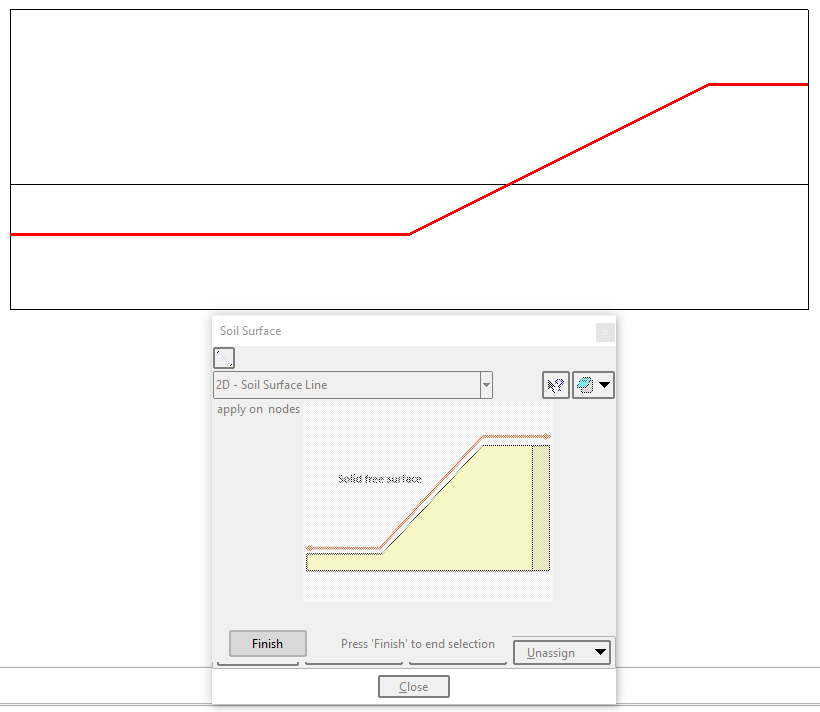 Soil Surface
x
2D - Soil Surface Line
?
apply on nodes
Solid free surface
Finish
Press 'Finish' to end selection
Unassign
Close